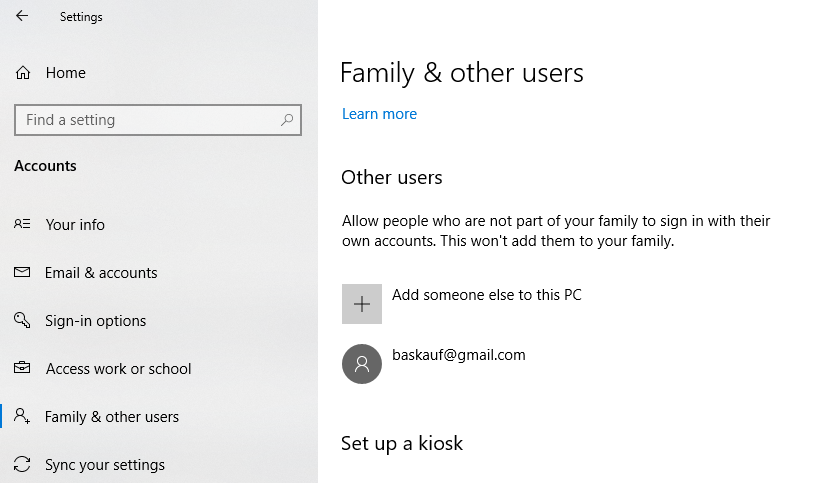 Settings
Home
Find a setting
Accounts
Your info
Email & accounts
Sign-in options
Access work or school
Family & other users
Sync your settings
Family & other users
Learn more
Other users
Allow people who are not part of your family to sign in with their
own accounts. This won't add them to your family.
Add someone else to this PC
baskauf@gmail.com
Set up a kiosk